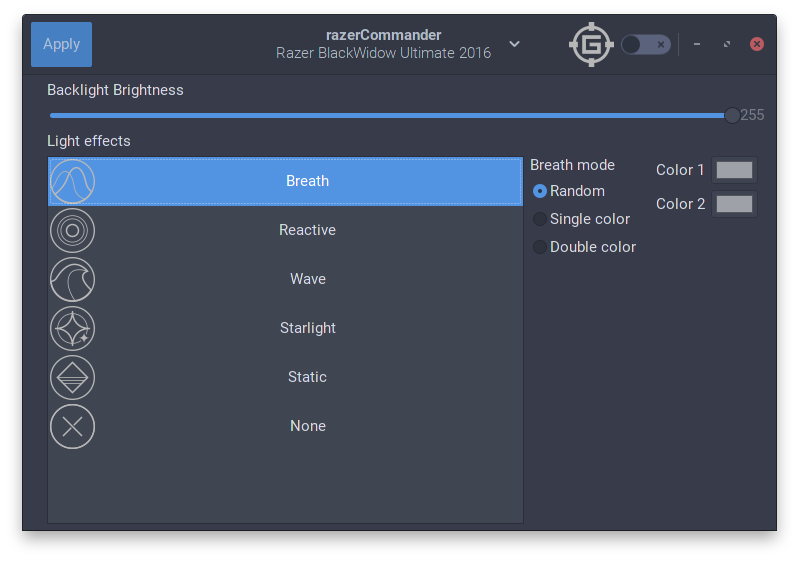 Apply
razerCommander
Razer BlackWidow Ultimate 2016
G
Backlight Brightness
255
Light effects
Breath
Reactive
Wave
Starlight
Static
None
Breath mode
Random
Single color
Double color
Color 1
Color 2